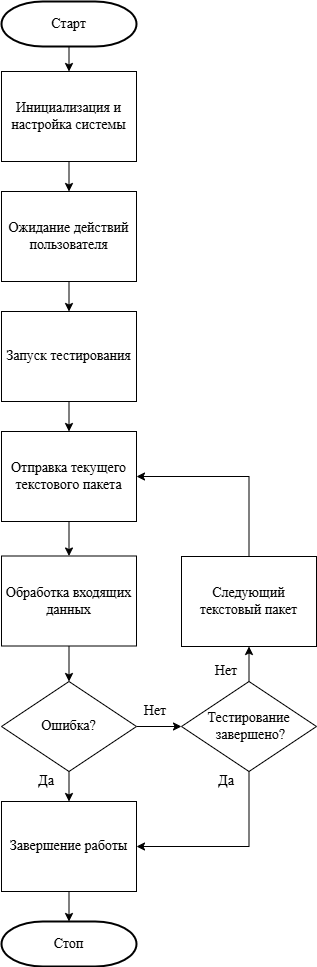 Старт
Инициализация и
настройка системы
Ожидание действий
пользователя
Запуск тестирования
Отправка текущего
текстового пакета
Обработка входящих
данных
Следующий
текстовый пакет
Нет
Ошибка?
Нет
Тестирование
завершено?
Да
Да
Завершение работы
Стоп